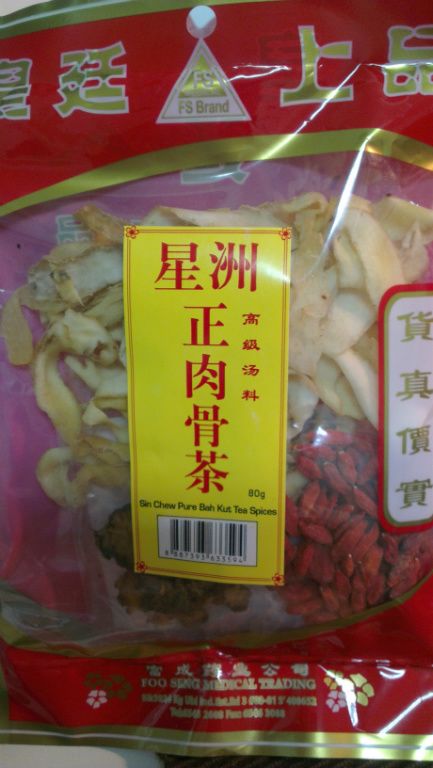 皇廷
FS
FS Brand
上品
星洲
正肉骨茶
高级汤料
80g
Sin Chew Pure Bah Kut Tea Spices
貨真價實
FOO SENG MEDICAL TRADING